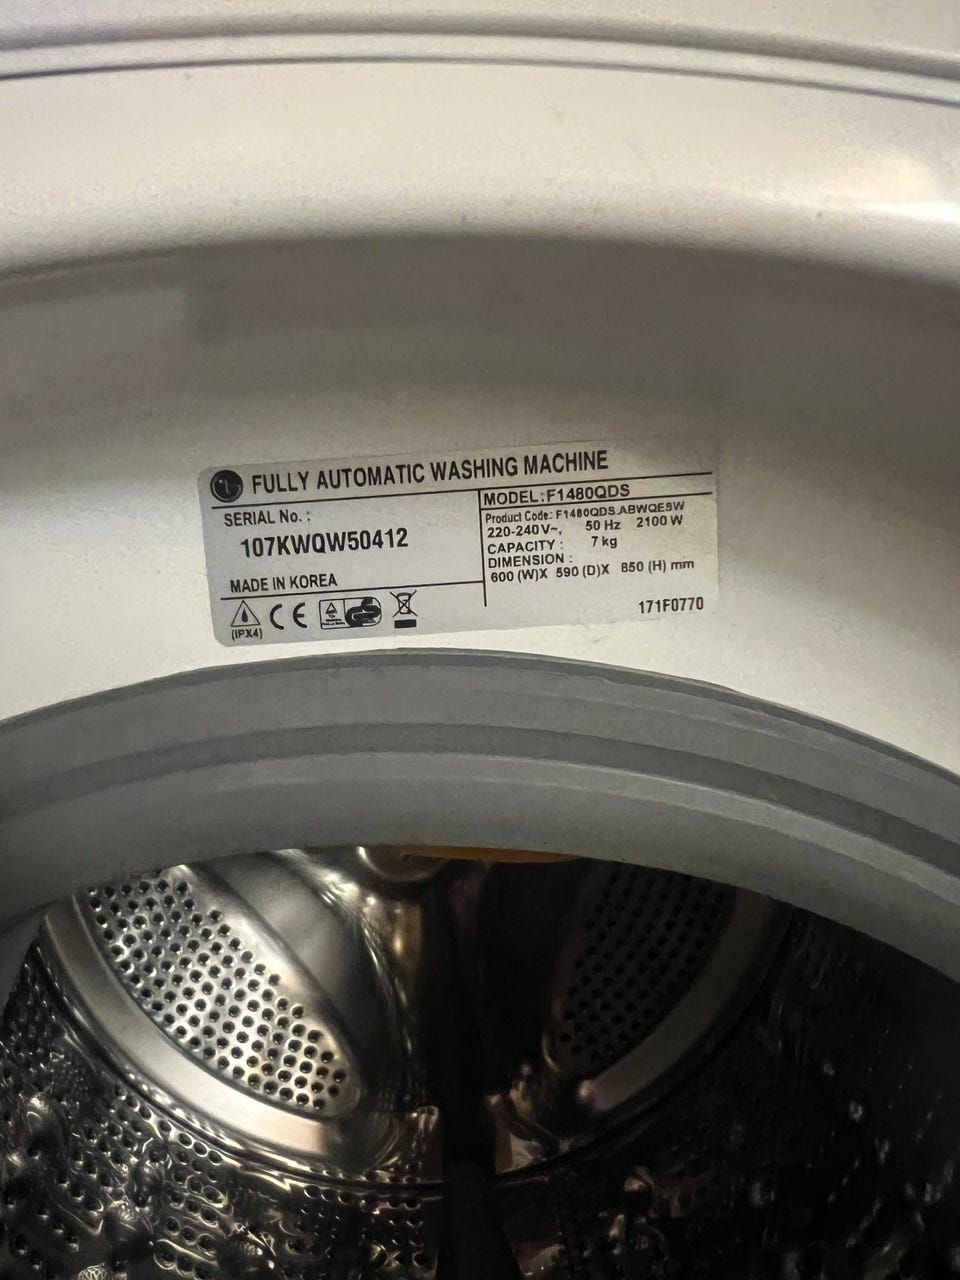 LG FULLY AUTOMATIC WASHING MACHINE
SERIAL No. :
107KWQW50412
MADE IN KOREA
(IPX4)
CE
MODEL:F1480QDS
Product Code: F1480QDS.ABWQESW
220-240V~, 50 Hz 2100 W
CAPACITY : 7 kg
DIMENSION :
600 (W)X 590 (D)X 850 (H) mm
171F0770